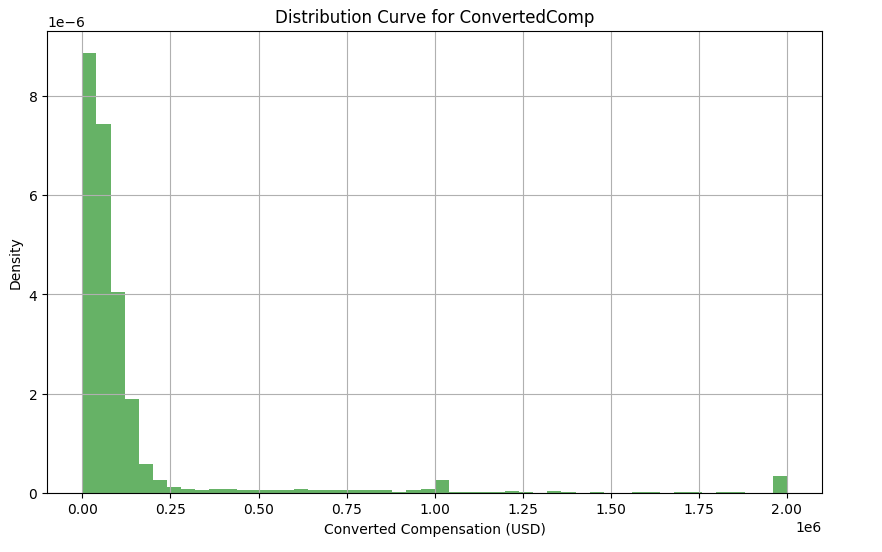 Distribution Curve for ConvertedComp
1e−6
8
6
4
2
0
Density
0.00 0.25 0.50 0.75 1.00 1.25 1.50 1.75 2.00
1e6
Converted Compensation (USD)